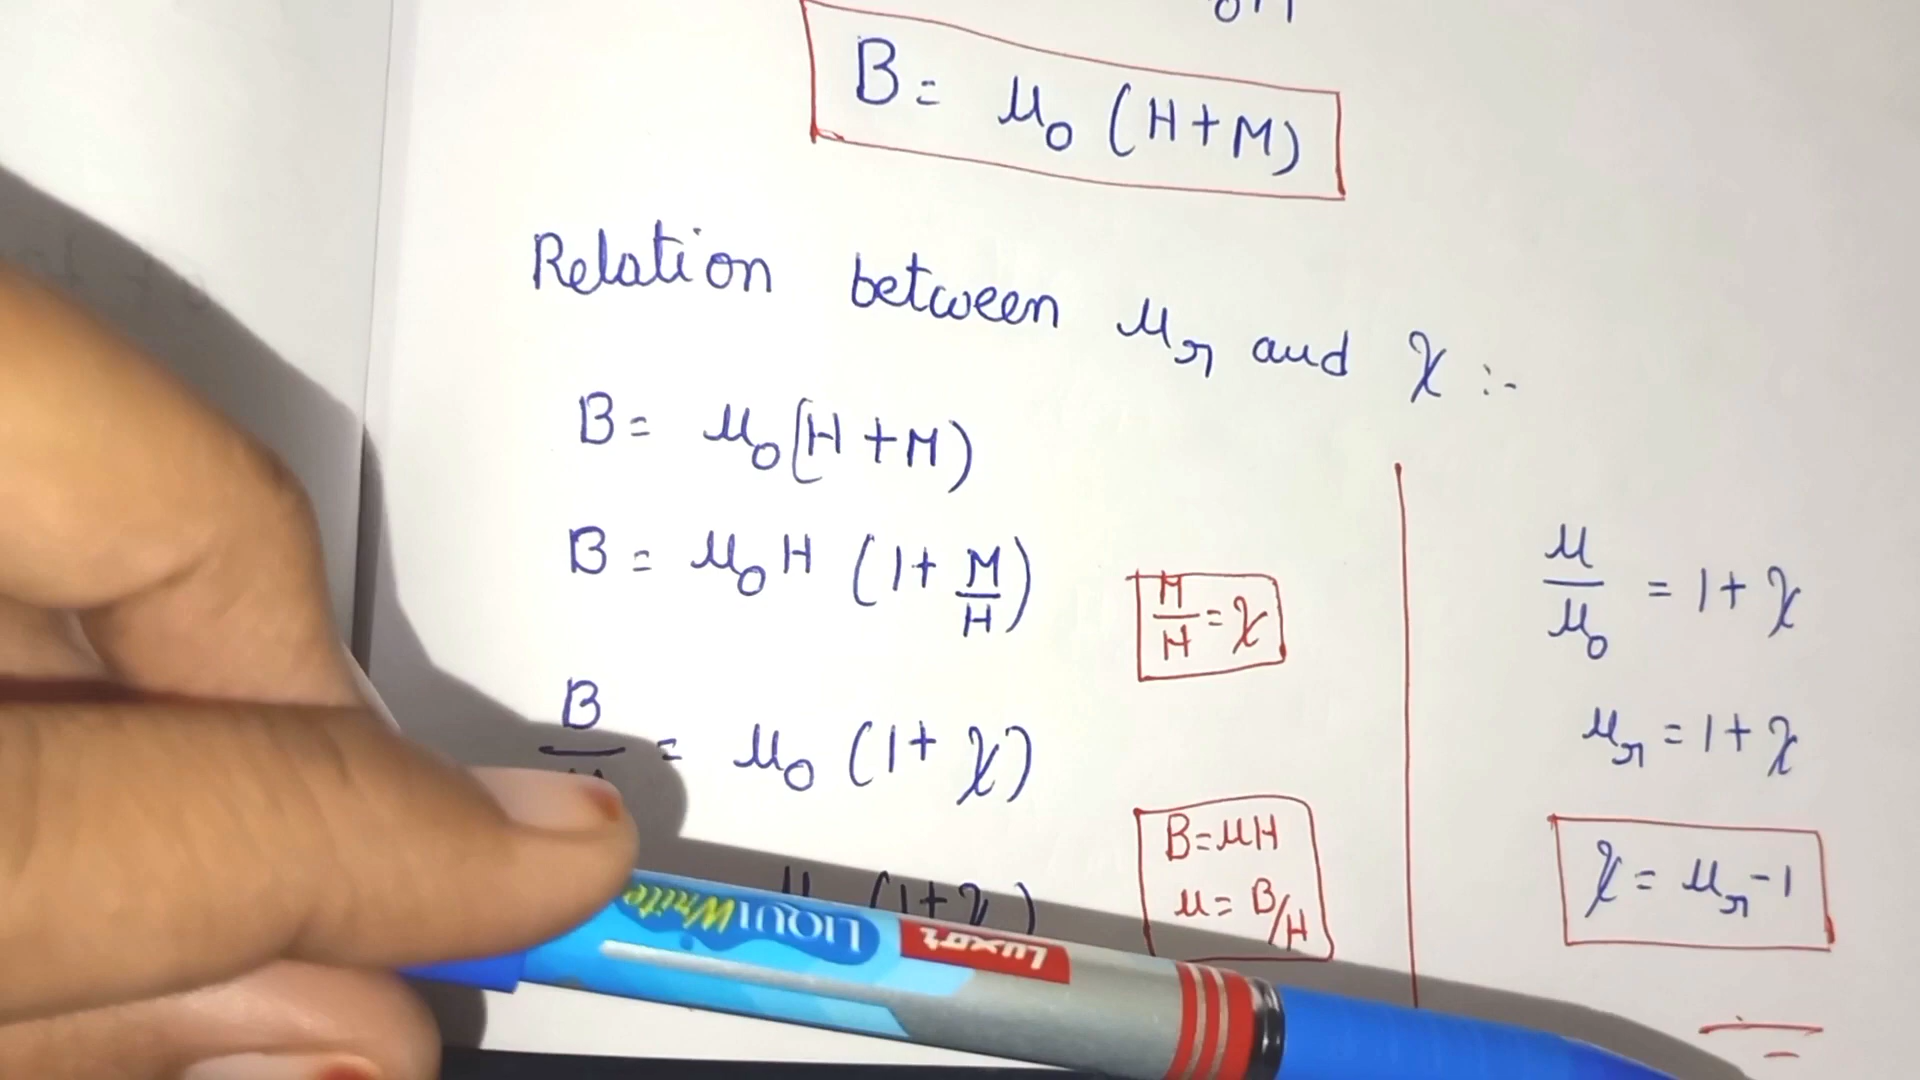 B = μ₀ (H+M)
Relation between μr and χ :-
B = μ₀(H+M)
B = μ₀H (1+ M/H)
M/H = χ
B/ = μ₀ (1+ χ)
(1+χ)
B=μH
μ= B/H
μ/μ₀ = 1+ χ
μr = 1+ χ
χ = μr -1
LIQUIWrite
Luxor